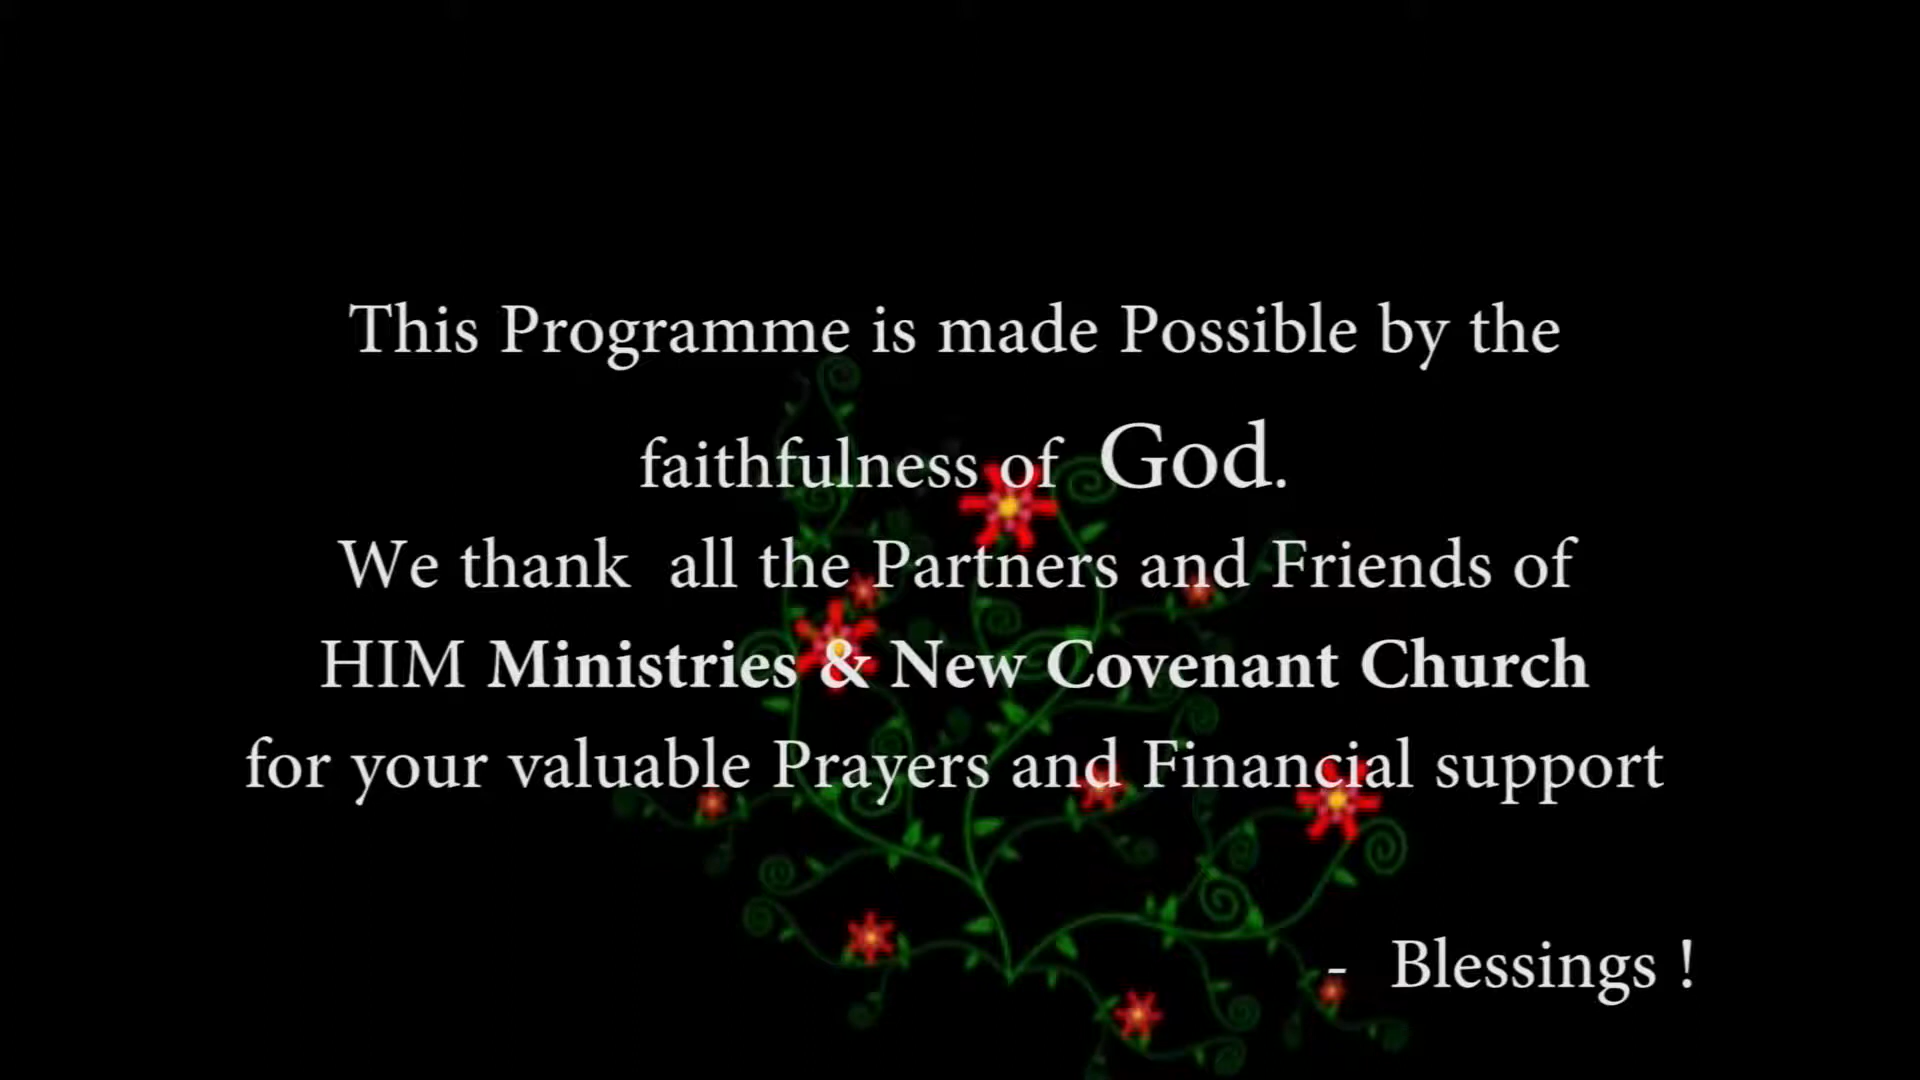 This Programme is made Possible by the
faithfulness of God.
We thank all the Partners and Friends of
HIM Ministries & New Covenant Church
for your valuable Prayers and Financial support
- Blessings !